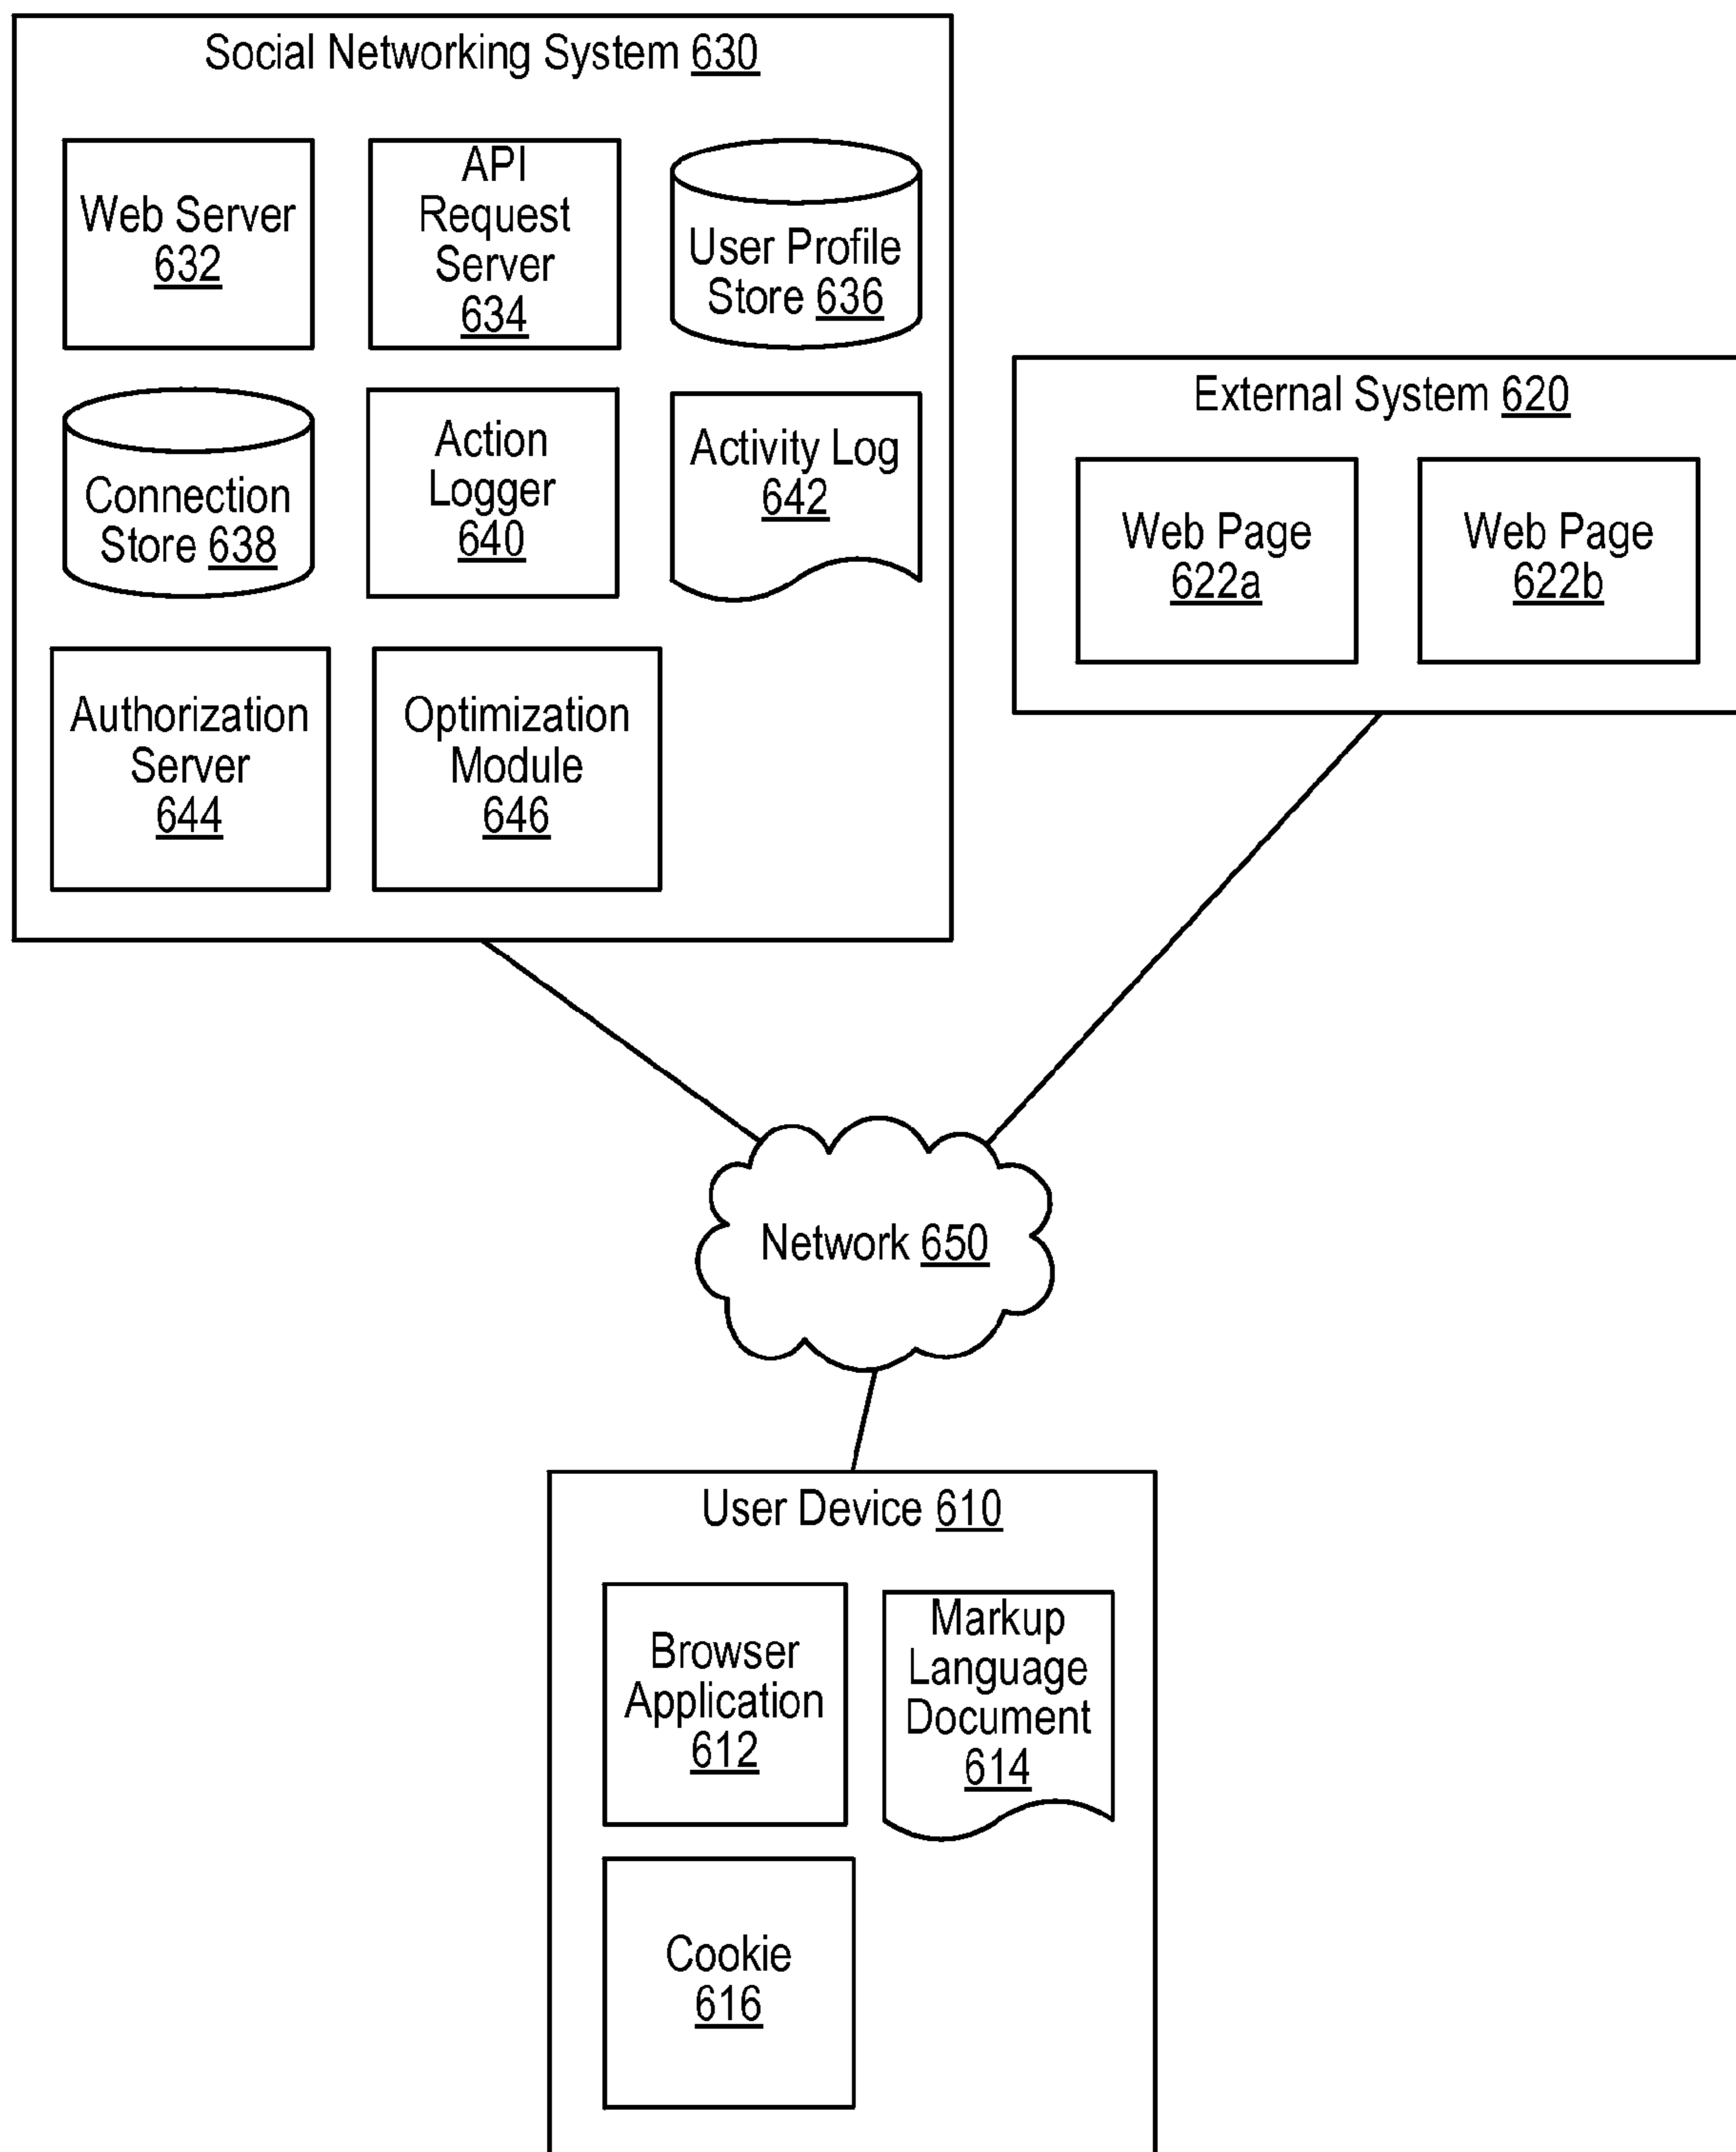 Social Networking System 630
Web Server
632
API
Request
Server
634
User Profile
Store 636
Connection
Store 638
Action
Logger
640
Activity Log
642
Authorization
Server
644
Optimization
Module
646
External System 620
Web Page
622a
Web Page
622b
Network 650
User Device 610
Browser
Application
612
Markup
Language
Document
614
Cookie
616